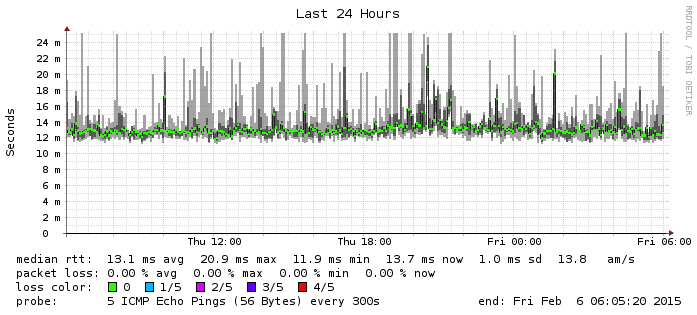 Last 24 Hours
RRDTOOL / TOBI OETIKER
Seconds
24 m
22 m
20 m
18 m
16 m
14 m
12 m
10 m
8 m
6 m
4 m
2 m
0
Thu 12:00 Thu 18:00 Fri 00:00 Fri 06:00
median rtt: 13.1 ms avg 20.9 ms max 11.9 ms min 13.7 ms now 1.0 ms sd 13.8 am/s
packet loss: 0.00 % avg 0.00 % max 0.00 % min 0.00 % now
loss color: 0 1/5 2/5 3/5 4/5
probe: 5 ICMP Echo Pings (56 Bytes) every 300s end: Fri Feb 6 06:05:20 2015